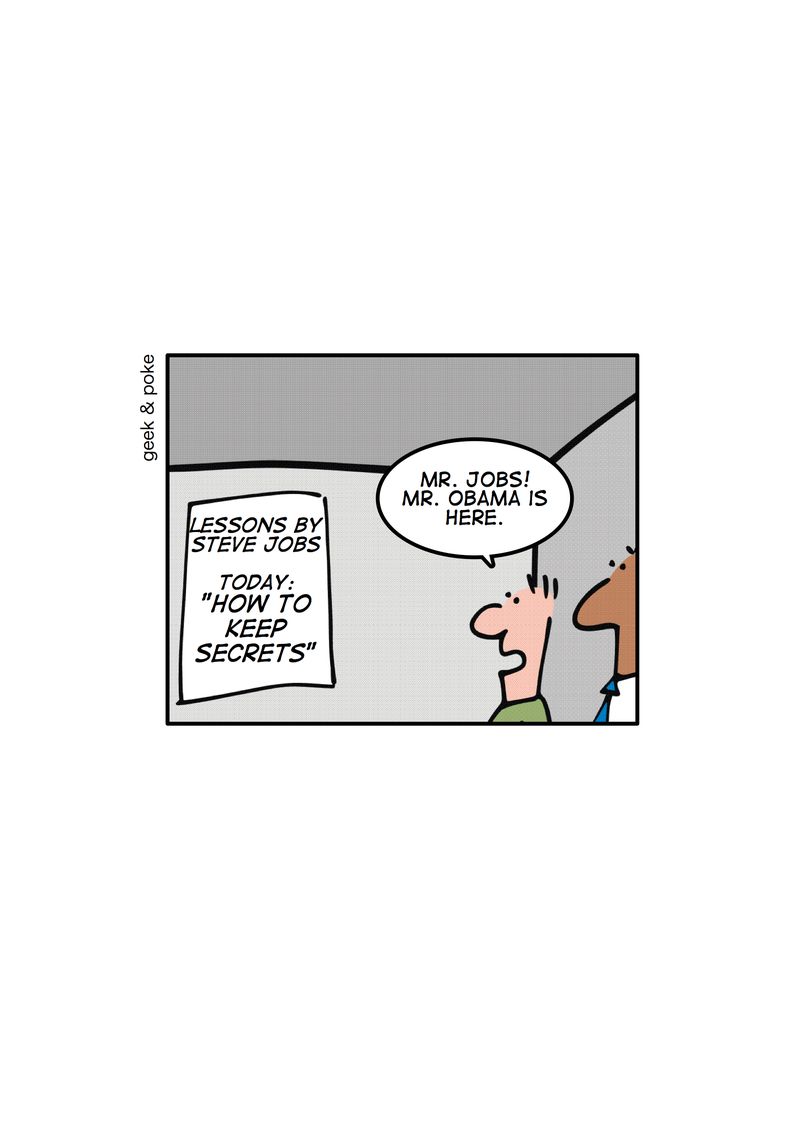 geek & poke
LESSONS BY
STEVE JOBS
TODAY:
"HOW TO
KEEP
SECRETS"
MR. JOBS!
MR. OBAMA IS
HERE.